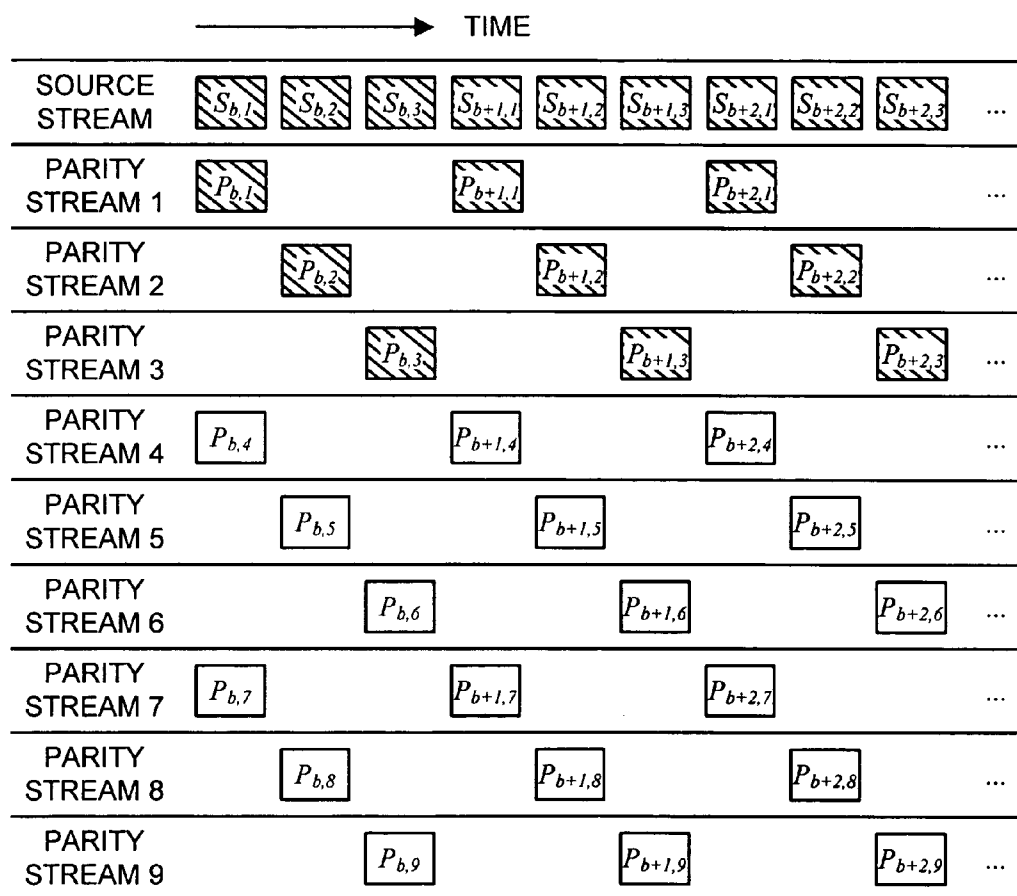 TIME
SOURCE STREAM S_{b,1} S_{b,2} S_{b,3} S_{b+1,1} S_{b+1,2} S_{b+1,3} S_{b+2,1} S_{b+2,2} S_{b+2,3} ...
PARITY STREAM 1 P_{b,1} P_{b+1,1} P_{b+2,1} ...
PARITY STREAM 2 P_{b,2} P_{b+1,2} P_{b+2,2} ...
PARITY STREAM 3 P_{b,3} P_{b+1,3} P_{b+2,3} ...
PARITY STREAM 4 P_{b,4} P_{b+1,4} P_{b+2,4} ...
PARITY STREAM 5 P_{b,5} P_{b+1,5} P_{b+2,5} ...
PARITY STREAM 6 P_{b,6} P_{b+1,6} P_{b+2,6} ...
PARITY STREAM 7 P_{b,7} P_{b+1,7} P_{b+2,7} ...
PARITY STREAM 8 P_{b,8} P_{b+1,8} P_{b+2,8} ...
PARITY STREAM 9 P_{b,9} P_{b+1,9} P_{b+2,9} ...